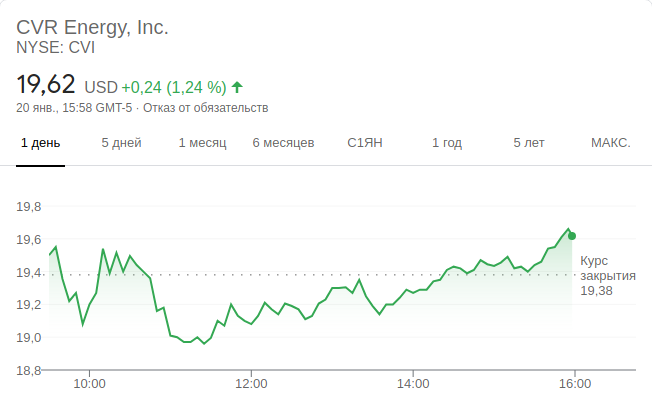 CVR Energy, Inc.
NYSE: CVI
19,62 USD +0,24 (1,24 %)
20 янв., 15:58 GMT-5 · Отказ от обязательств
1 день 5 дней 1 месяц 6 месяцев С1ЯН 1 год 5 лет МАКС.
19,8
19,6
19,4
19,2
19,0
18,8
Курс
закрытия
19,38
10:00 12:00 14:00 16:00